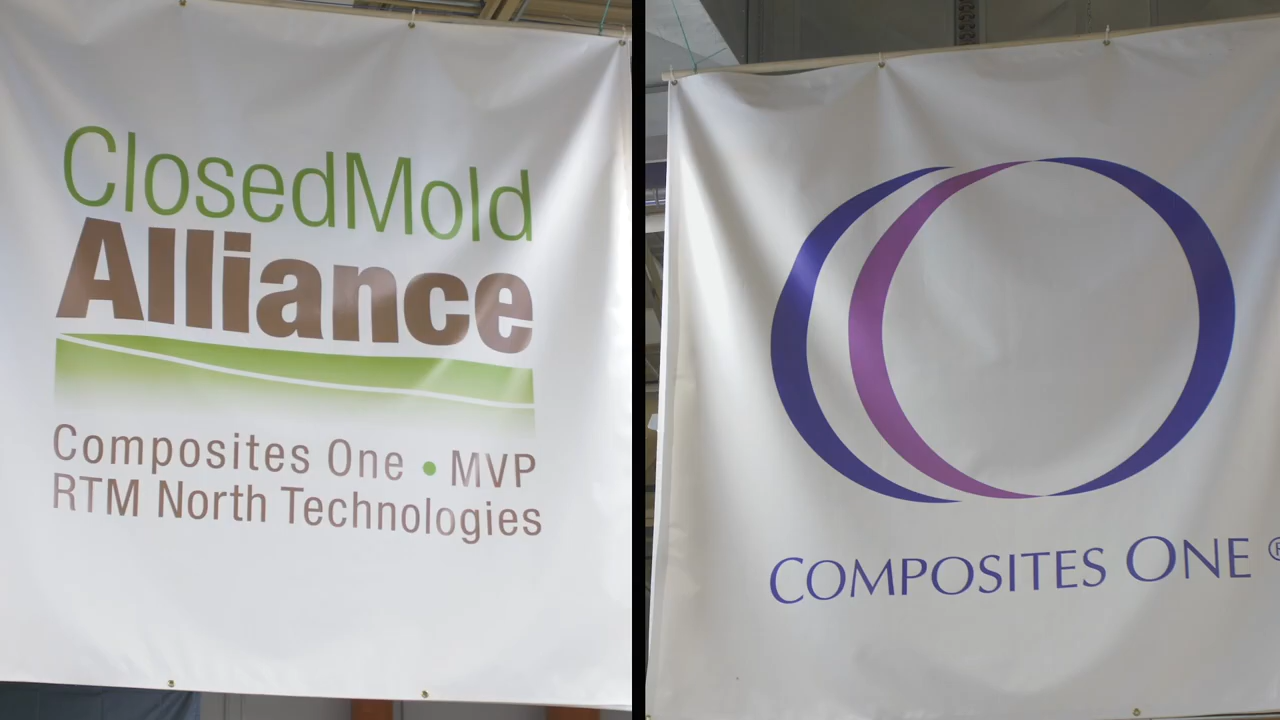 ClosedMold
Alliance
Composites One • MVP
RTM North Technologies
COMPOSITES ONE ®